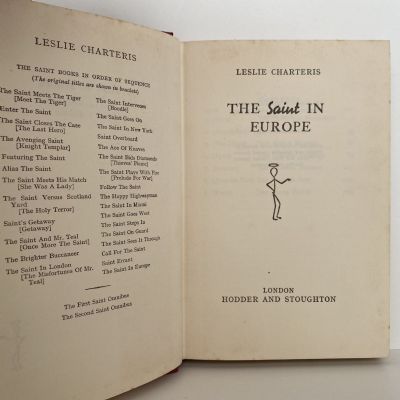 LESLIE CHARTERIS
THE SAINT BOOKS IN ORDER OF SEQUENCE
(The original titles are shown in brackets)
The Saint Meets The Tiger
[Meet The Tiger]
Enter The Saint
The Saint Closes The Case
[The Last Hero]
The Avenging Saint
[Knight Templar]
Featuring The Saint
Alias The Saint
The Saint Meets His Match
[She Was A Lady]
The Saint Versus Scotland
Yard
[The Holy Terror]
Saint's Getaway
[Getaway]
The Saint And Mr. Teal
[Once More The Saint]
The Brighter Buccaneer
The Saint In London
[The Misfortunes Of Mr.
Teal]
The Saint Intervenes
[Boodle]
The Saint Goes On
The Saint In New York
Saint Overboard
The Ace Of Knaves
The Saint Bids Diamonds
[Thieves' Picnic]
The Saint Plays With Fire
[Prelude For War]
Follow The Saint
The Happy Highwayman
The Saint In Miami
The Saint Goes West
The Saint Steps In
The Saint On Guard
The Saint Sees It Through
Call For The Saint
Saint Errant
The Saint In Europe
The First Saint Omnibus
The Second Saint Omnibus
LESLIE CHARTERIS
THE Saint IN
EUROPE
LONDON
HODDER AND STOUGHTON